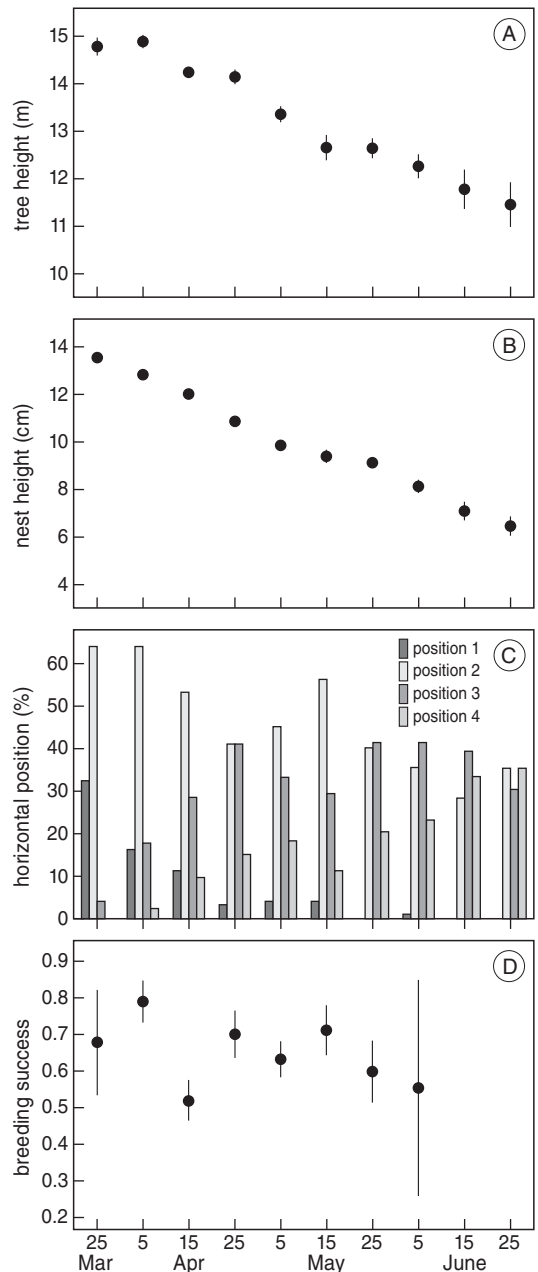 A
tree height (m)
15
14
13
12
11
10
B
nest height (cm)
14
12
10
8
6
4
C
horizontal position (%)
60
50
40
30
20
10
0
position 1
position 2
position 3
position 4
D
breeding success
0.9
0.8
0.7
0.6
0.5
0.4
0.3
0.2
25 5 15 25 5 15 25 5 15 25
Mar Apr May June